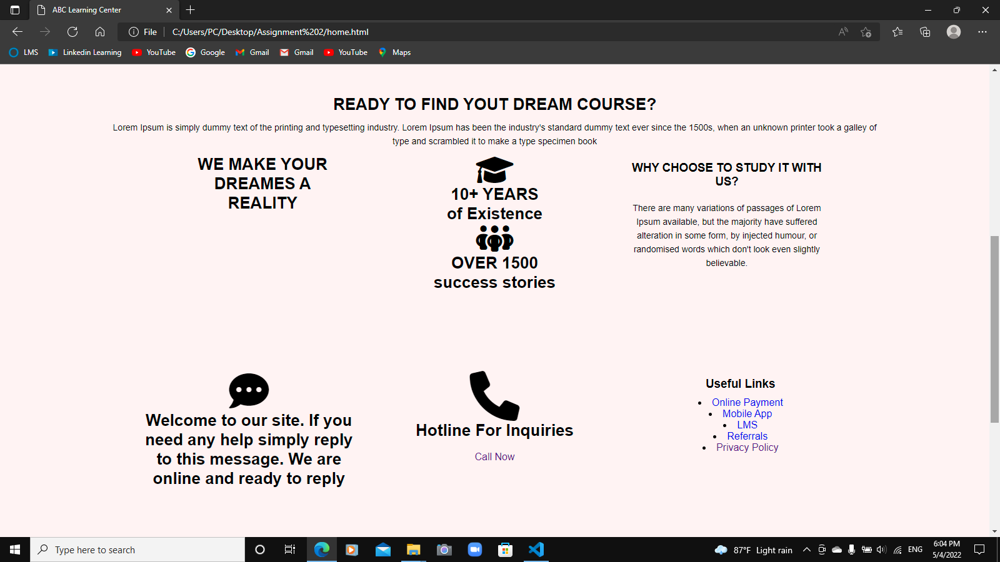 ABC Learning Center
File
C:/Users/PC/Desktop/Assignment%202/home.html
LMS
Linkedin Learning
YouTube
Google
Gmail
Gmail
YouTube
Maps
READY TO FIND YOUT DREAM COURSE?
Lorem Ipsum is simply dummy text of the printing and typesetting industry. Lorem Ipsum has been the industry's standard dummy text ever since the 1500s, when an unknown printer took a galley of
type and scrambled it to make a type specimen book
WE MAKE YOUR
DREAMES A
REALITY
10+ YEARS
of Existence
OVER 1500
success stories
WHY CHOOSE TO STUDY IT WITH
US?
There are many variations of passages of Lorem
Ipsum available, but the majority have suffered
alteration in some form, by injected humour, or
randomised words which don't look even slightly
believable.
Welcome to our site. If you
need any help simply reply
to this message. We are
online and ready to reply
Hotline For Inquiries
Call Now
Useful Links
Online Payment
Mobile App
LMS
Referrals
Privacy Policy
Type here to search
87°F Light rain
ENG
6:04 PM
5/4/2022